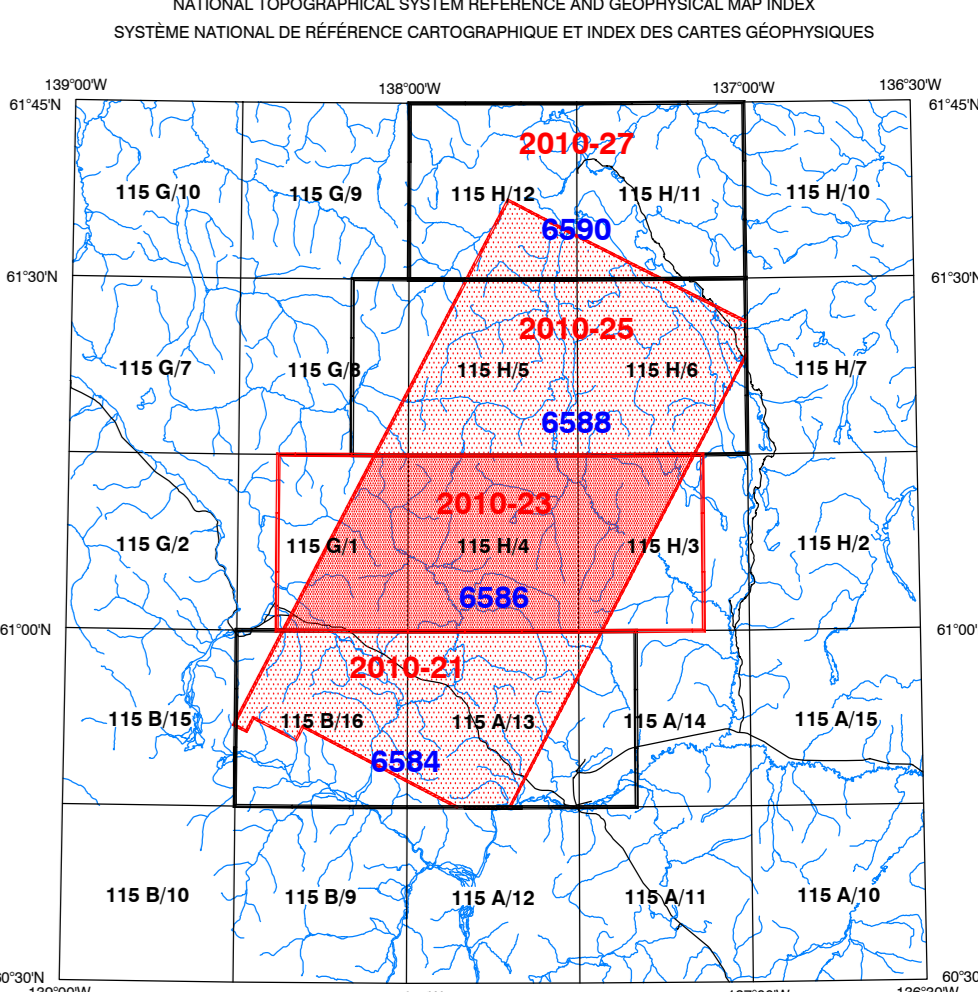 NATIONAL TOPOGRAPHICAL SYSTEM REFERENCE AND GEOPHYSICAL MAP INDEX
SYSTÈME NATIONAL DE RÉFÉRENCE CARTOGRAPHIQUE ET INDEX DES CARTES GÉOPHYSIQUES
139°00'W 138°00'W 137°00'W 136°30'W
61°45'N 61°45'N
2010-27
115 G/10 115 G/9 115 H/12 115 H/11 115 H/10
6590
61°30'N 61°30'N
2010-25
115 G/7 115 G/8 115 H/5 115 H/6 115 H/7
6588
2010-23
115 G/2 115 G/1 115 H/4 115 H/3 115 H/2
6586
61°00'N 61°00'
2010-21
115 B/15 115 B/16 115 A/13 115 A/14 115 A/15
6584
115 B/10 115 B/9 115 A/12 115 A/11 115 A/10
0°30'N 60°30